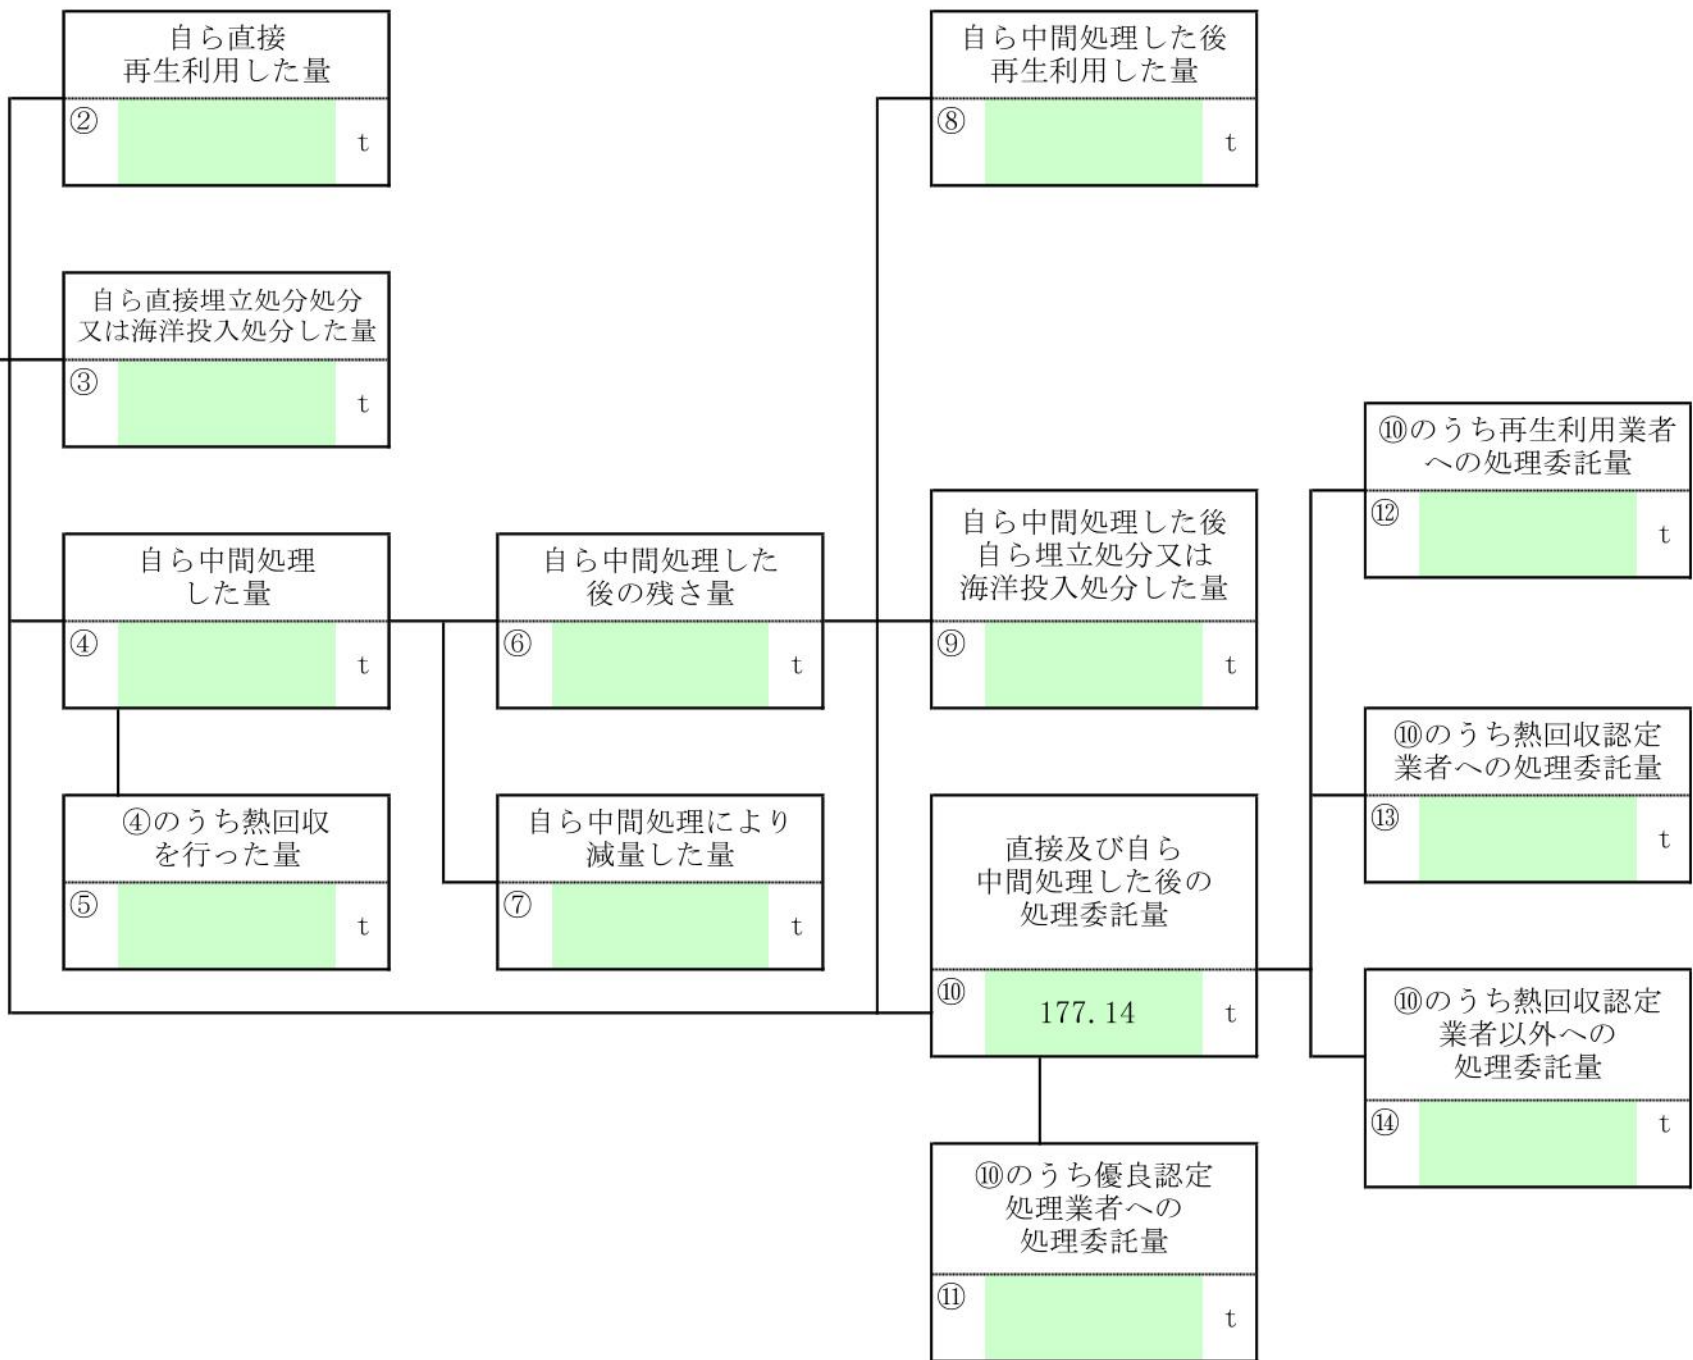 自ら直接
再生利用した量
② t
自ら中間処理した後
再生利用した量
⑧ t
自ら直接埋立処分処分
又は海洋投入処分した量
③ t
⑩のうち再生利用業者
への処理委託量
⑫ t
自ら中間処理
した量
④ t
自ら中間処理した
後の残さ量
⑥ t
自ら中間処理した後
自ら埋立処分又は
海洋投入処分した量
⑨ t
⑩のうち熱回収認定
業者への処理委託量
⑬ t
④のうち熱回収
を行った量
⑤ t
自ら中間処理により
減量した量
⑦ t
直接及び自ら
中間処理した後の
処理委託量
⑩ 177.14 t
⑩のうち熱回収認定
業者以外への
処理委託量
⑭ t
⑩のうち優良認定
処理業者への
処理委託量
⑪ t